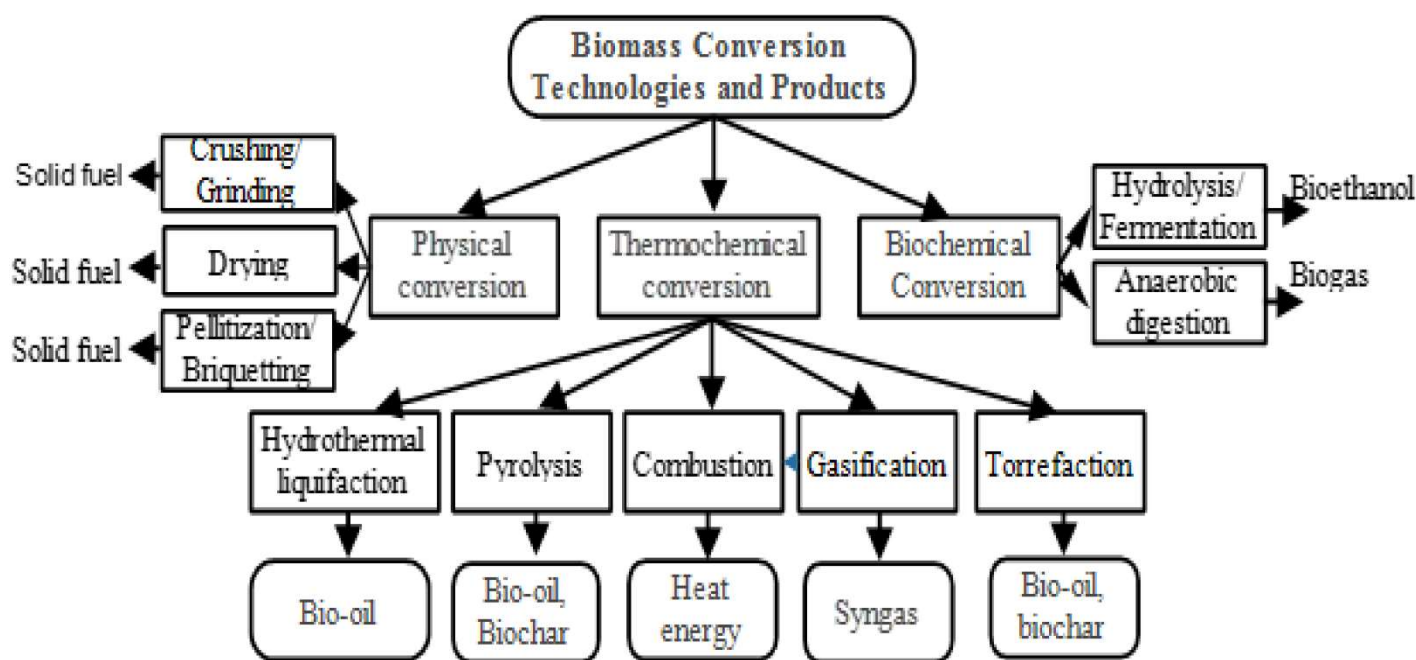 Biomass Conversion
Technologies and Products
Solid fuel
Crushing/
Grinding
Solid fuel
Drying
Solid fuel
Pellitization/
Briquetting
Physical
conversion
Thermochemical
conversion
Biochemical
Conversion
Hydrolysis/
Fermentation
Bioethanol
Anaerobic
digestion
Biogas
Hydrothermal
liquifaction
Pyrolysis
Combustion
Gasification
Torrefaction
Bio-oil
Bio-oil,
Biochar
Heat
energy
Syngas
Bio-oil,
biochar